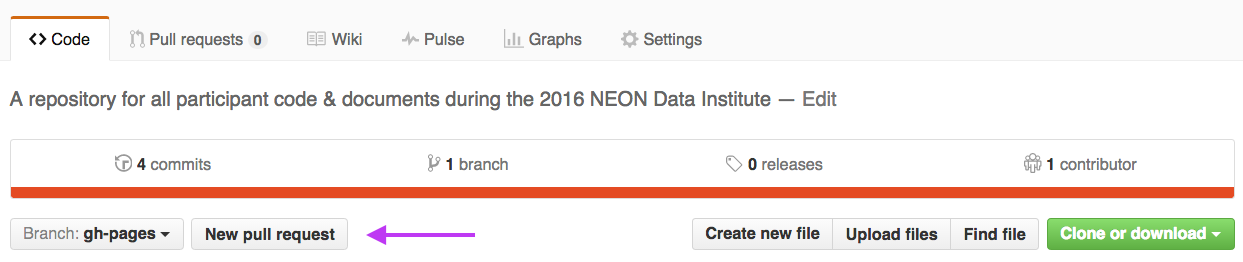 Code Pull requests 0 Wiki Pulse Graphs Settings
A repository for all participant code & documents during the 2016 NEON Data Institute — Edit
4 commits 1 branch 0 releases 1 contributor
Branch: gh-pages New pull request Create new file Upload files Find file Clone or download